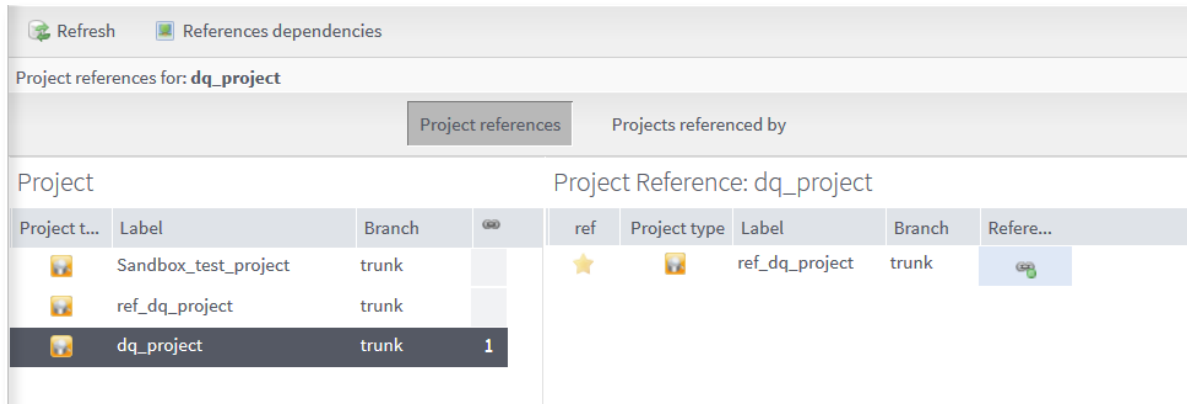 Refresh References dependencies
Project references for: dq_project
Project references Projects referenced by
Project Project Reference: dq_project
Project t... Label Branch ref Project type Label Branch Refere...
Sandbox_test_project trunk ref_dq_project trunk
ref_dq_project trunk
dq_project trunk 1